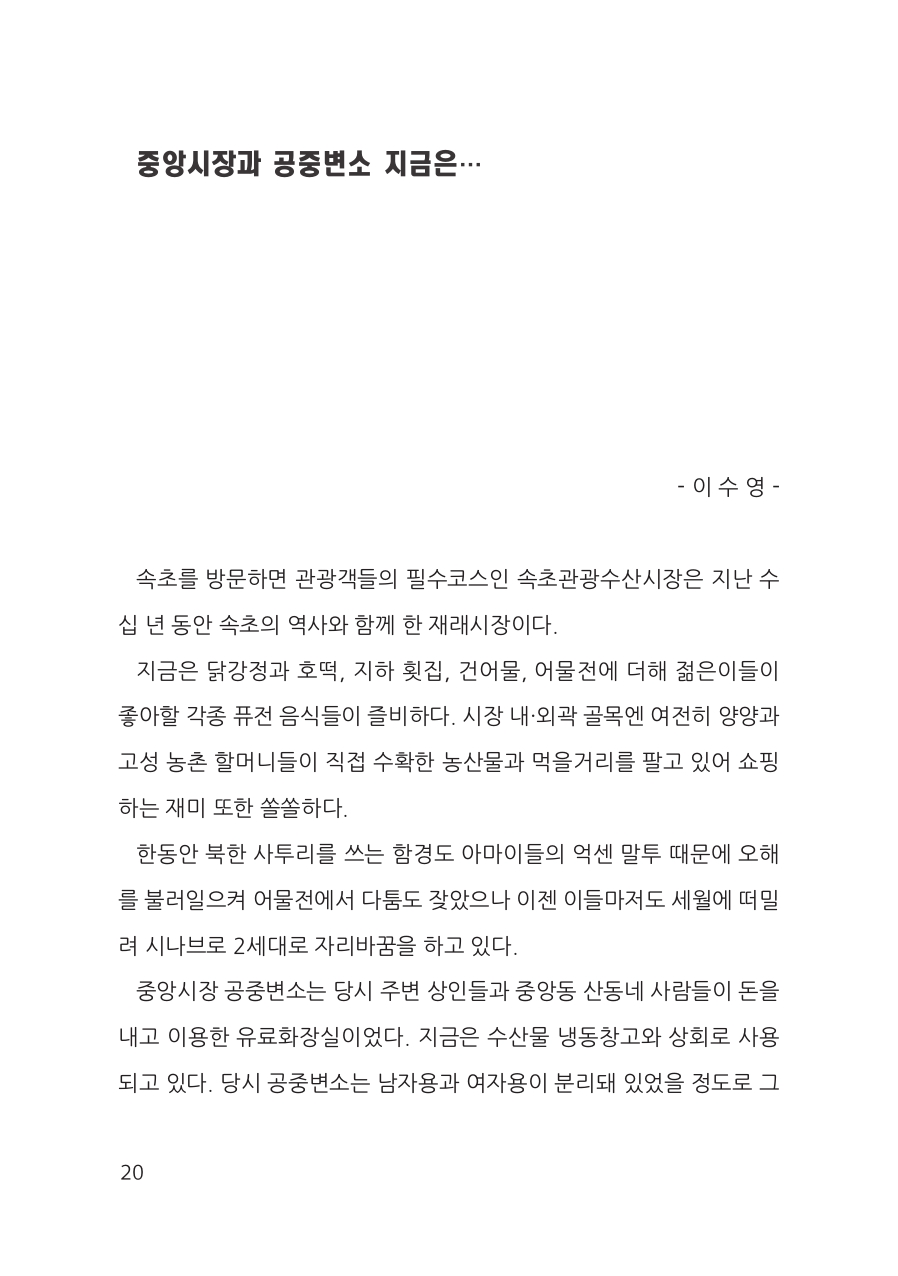 중앙시장과 공중변소 지금은…
- 이 수 영 -
속초를 방문하면 관광객들의 필수코스인 속초관광수산시장은 지난 수
십 년 동안 속초의 역사와 함께 한 재래시장이다.
지금은 닭강정과 호떡, 지하 횟집, 건어물, 어물전에 더해 젊은이들이
좋아할 각종 퓨전 음식들이 즐비하다. 시장 내·외곽 골목엔 여전히 양양과
고성 농촌 할머니들이 직접 수확한 농산물과 먹을거리를 팔고 있어 쇼핑
하는 재미 또한 쏠쏠하다.
한동안 북한 사투리를 쓰는 함경도 아마이들의 억센 말투 때문에 오해
를 불러일으켜 어물전에서 다툼도 잦았으나 이젠 이들마저도 세월에 떠밀
려 시나브로 2세대로 자리바꿈을 하고 있다.
중앙시장 공중변소는 당시 주변 상인들과 중앙동 산동네 사람들이 돈을
내고 이용한 유료화장실이었다. 지금은 수산물 냉동창고와 상회로 사용
되고 있다. 당시 공중변소는 남자용과 여자용이 분리돼 있었을 정도로 그
20